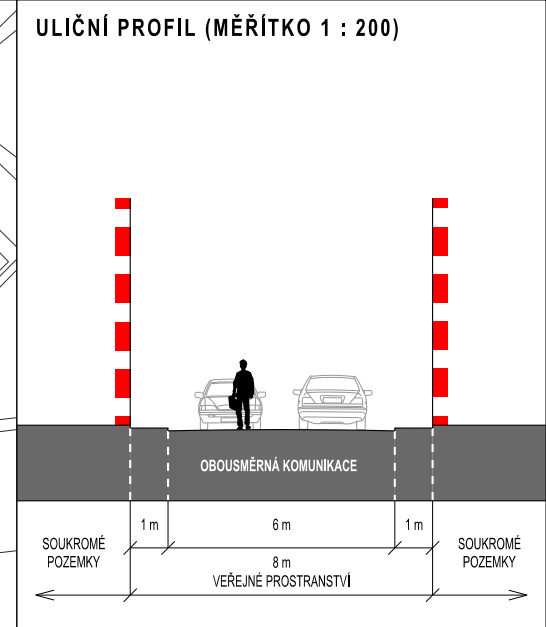 ULIČNÍ PROFIL (MĚŘÍTKO 1 : 200)
OBOUSMĚRNÁ KOMUNIKACE
1 m
6 m
1 m
SOUKROMÉ
POZEMKY
8 m
VEŘEJNÉ PROSTRANSTVÍ
SOUKROMÉ
POZEMKY